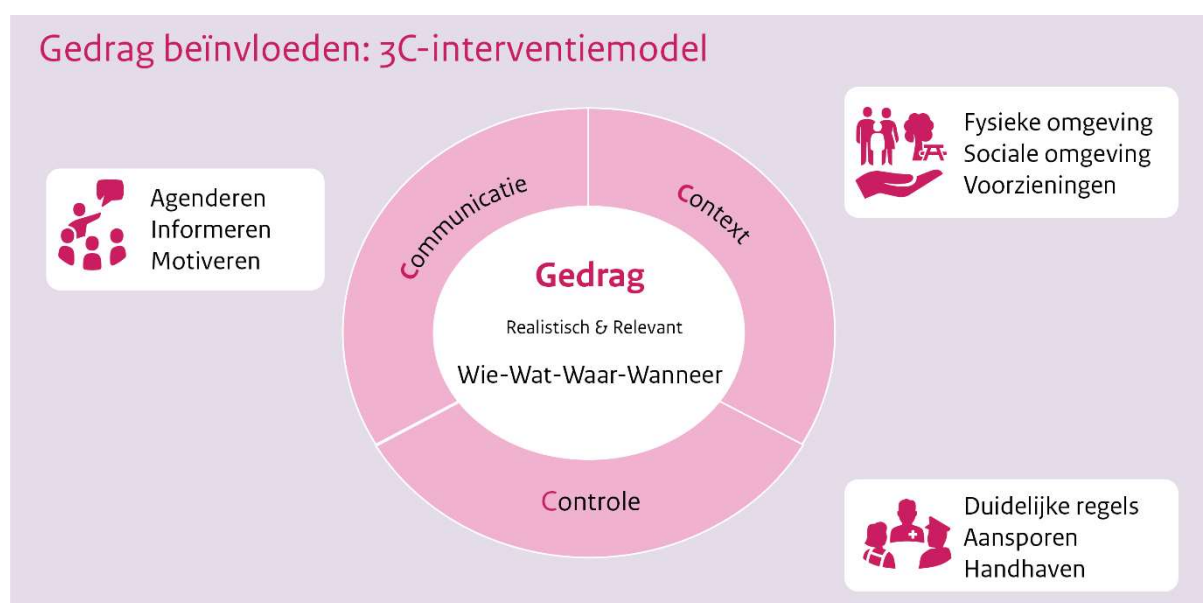 Gedrag beïnvloeden: 3C-interventiemodel
Agenderen
Informeren
Motiveren
Communicatie
Context
Fysieke omgeving
Sociale omgeving
Voorzieningen
Gedrag
Realistisch & Relevant
Wie-Wat-Waar-Wanneer
Controle
Duidelijke regels
Aansporen
Handhaven